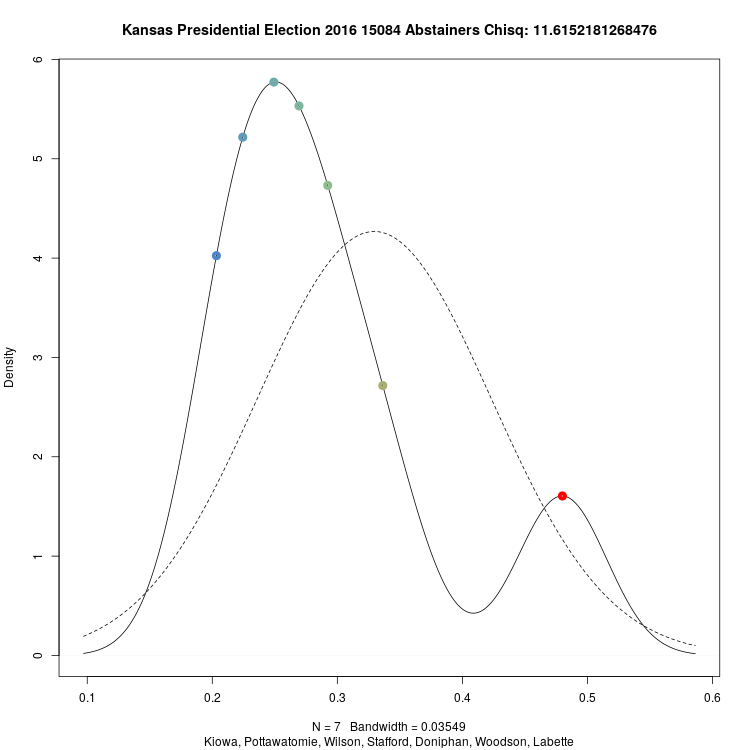 Kansas Presidential Election 2016 15084 Abstainers Chisq: 11.6152181268476
6
5
4
3
2
1
0
Density
0.1 0.2 0.3 0.4 0.5 0.6
N = 7 Bandwidth = 0.03549
Kiowa, Pottawatomie, Wilson, Stafford, Doniphan, Woodson, Labette